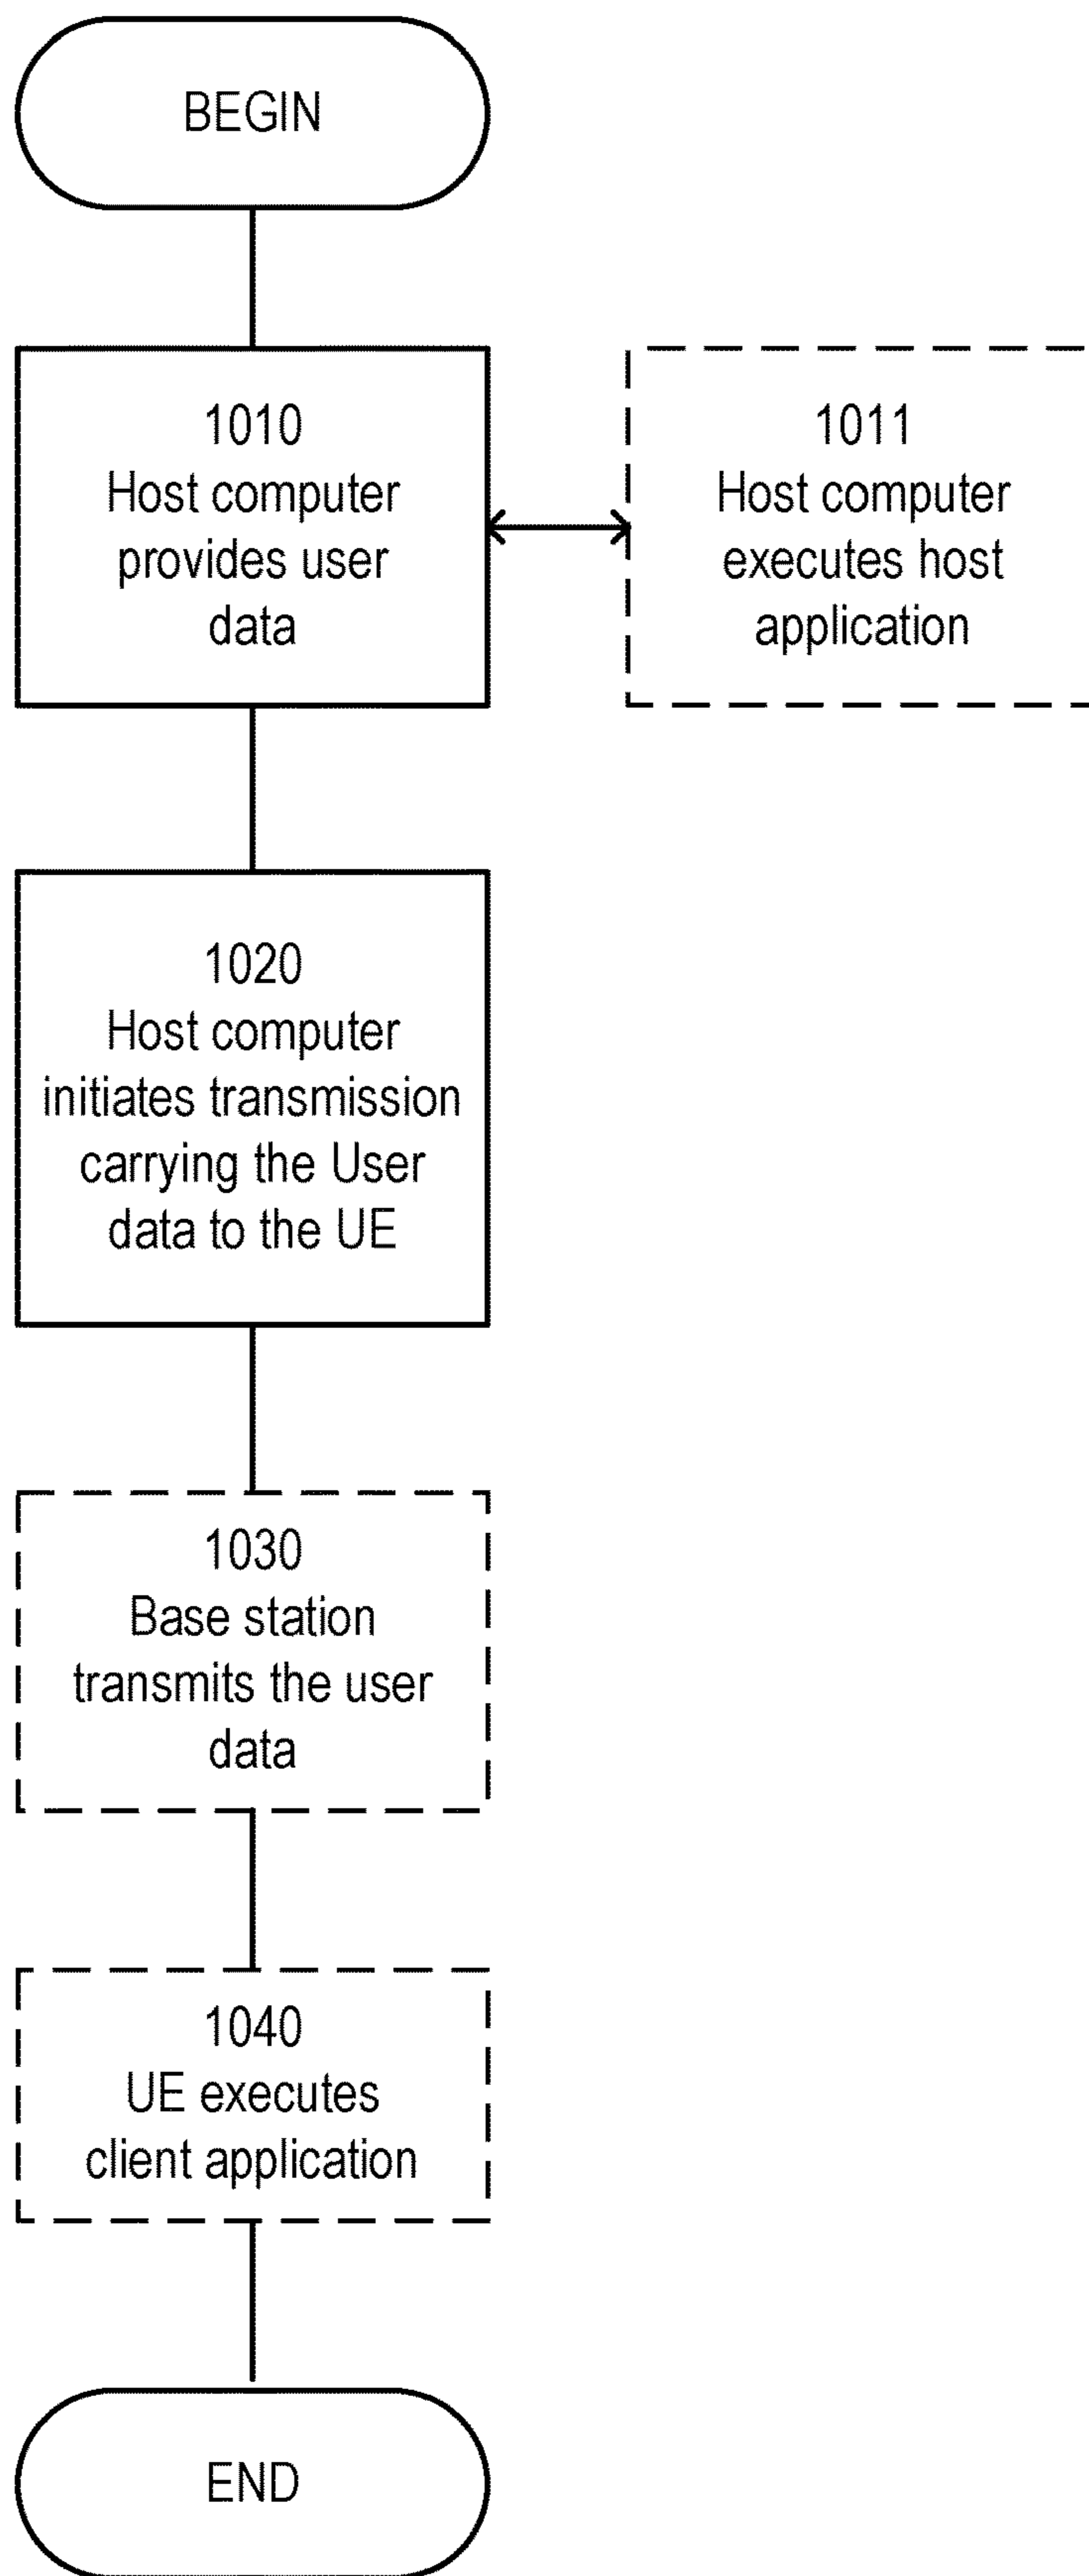 BEGIN
1010
Host computer
provides user
data
1011
Host computer
executes host
application
1020
Host computer
initiates transmission
carrying the User
data to the UE
1030
Base station
transmits the user
data
1040
UE executes
client application
END